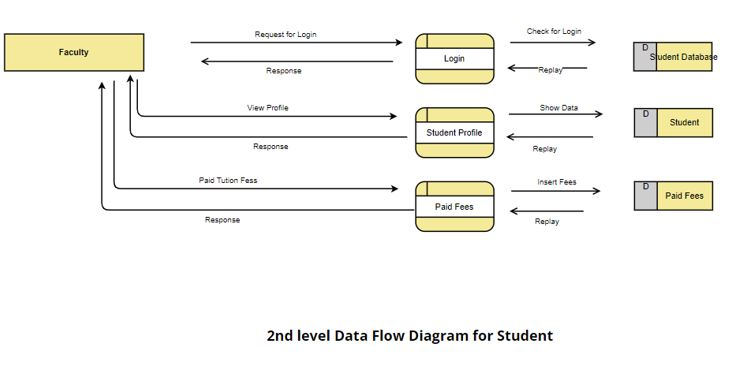 Faculty
Request for Login
Response
Login
Check for Login
Replay
D
Student Database
View Profile
Response
Student Profile
Show Data
Replay
D
Student
Paid Tution Fess
Response
Paid Fees
Insert Fees
Replay
D
Paid Fees
2nd level Data Flow Diagram for Student